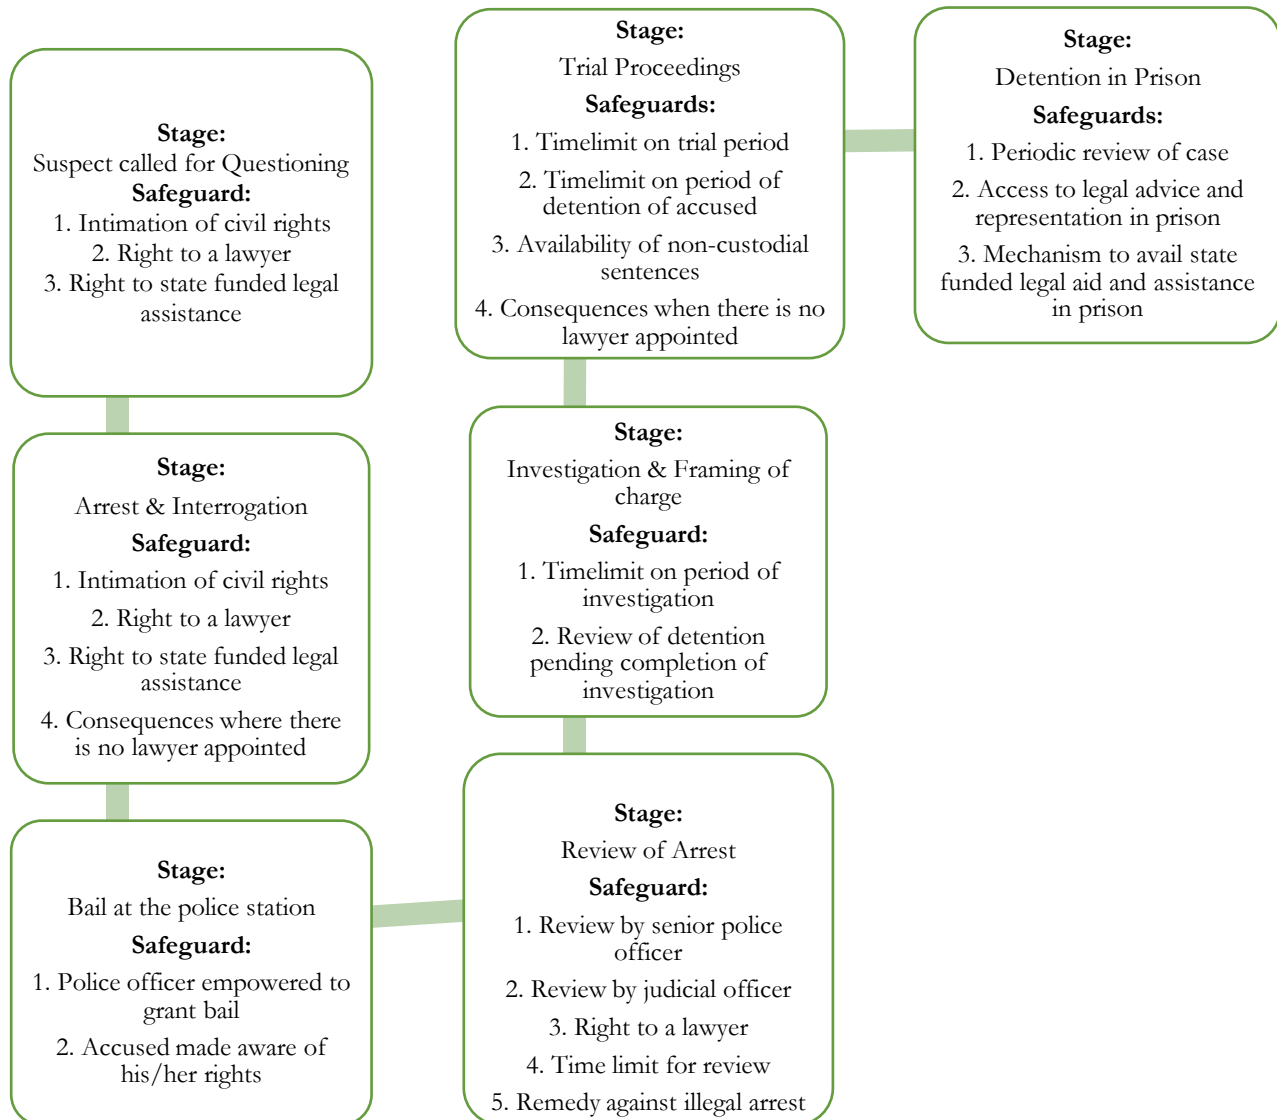 Stage:
Suspect called for Questioning
Safeguard:
1. Intimation of civil rights
2. Right to a lawyer
3. Right to state funded legal
assistance
Stage:
Arrest & Interrogation
Safeguard:
1. Intimation of civil rights
2. Right to a lawyer
3. Right to state funded legal
assistance
4. Consequences where there
is no lawyer appointed
Stage:
Bail at the police station
Safeguard:
1. Police officer empowered to
grant bail
2. Accused made aware of
his/her rights
Stage:
Review of Arrest
Safeguard:
1. Review by senior police
officer
2. Review by judicial officer
3. Right to a lawyer
4. Time limit for review
5. Remedy against illegal arrest
Stage:
Investigation & Framing of
charge
Safeguard:
1. Timelimit on period of
investigation
2. Review of detention
pending completion of
investigation
Stage:
Trial Proceedings
Safeguards:
1. Timelimit on trial period
2. Timelimit on period of
detention of accused
3. Availability of non-custodial
sentences
4. Consequences when there is no
lawyer appointed
Stage:
Detention in Prison
Safeguards:
1. Periodic review of case
2. Access to legal advice and
representation in prison
3. Mechanism to avail state
funded legal aid and assistance
in prison